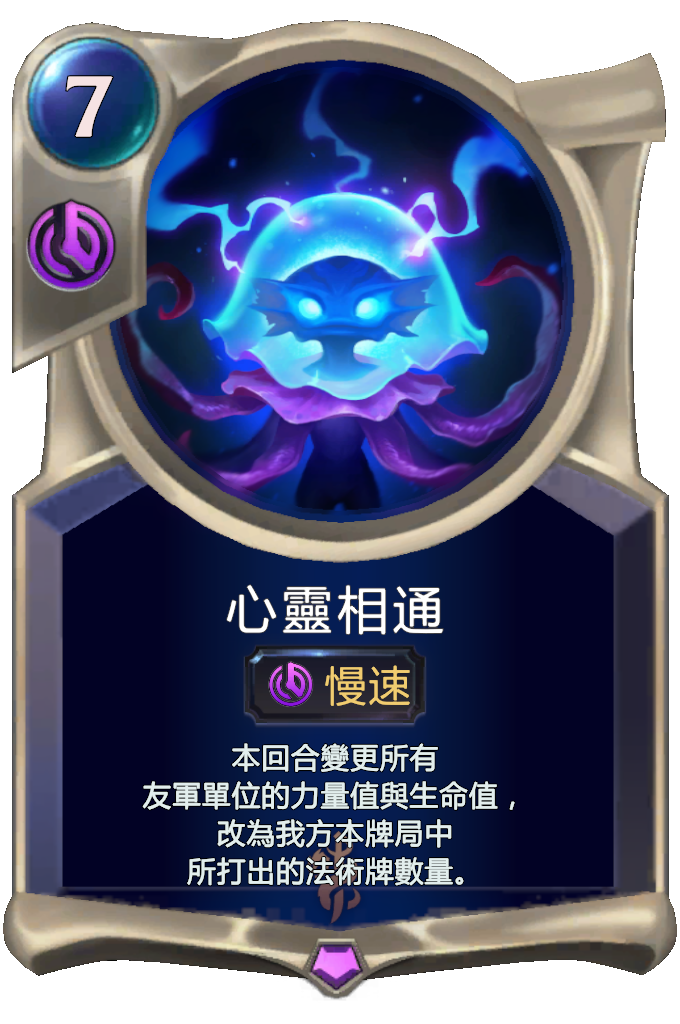 7
心靈相通
慢速
本回合變更所有
友軍單位的力量值與生命值，
改為我方本牌局中
所打出的法術牌數量。